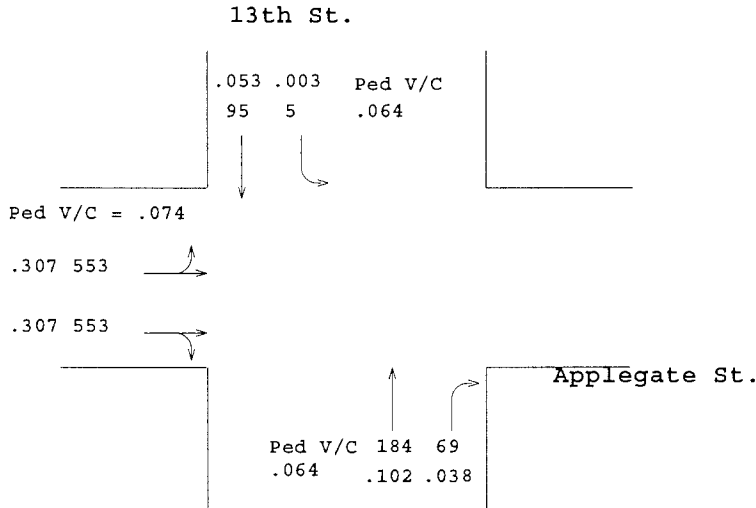 13th St.
.053 .003 Ped V/C
95 5 .064
Ped V/C = .074
.307 553
.307 553
Applegate St.
Ped V/C 184 69
.064 .102 .038